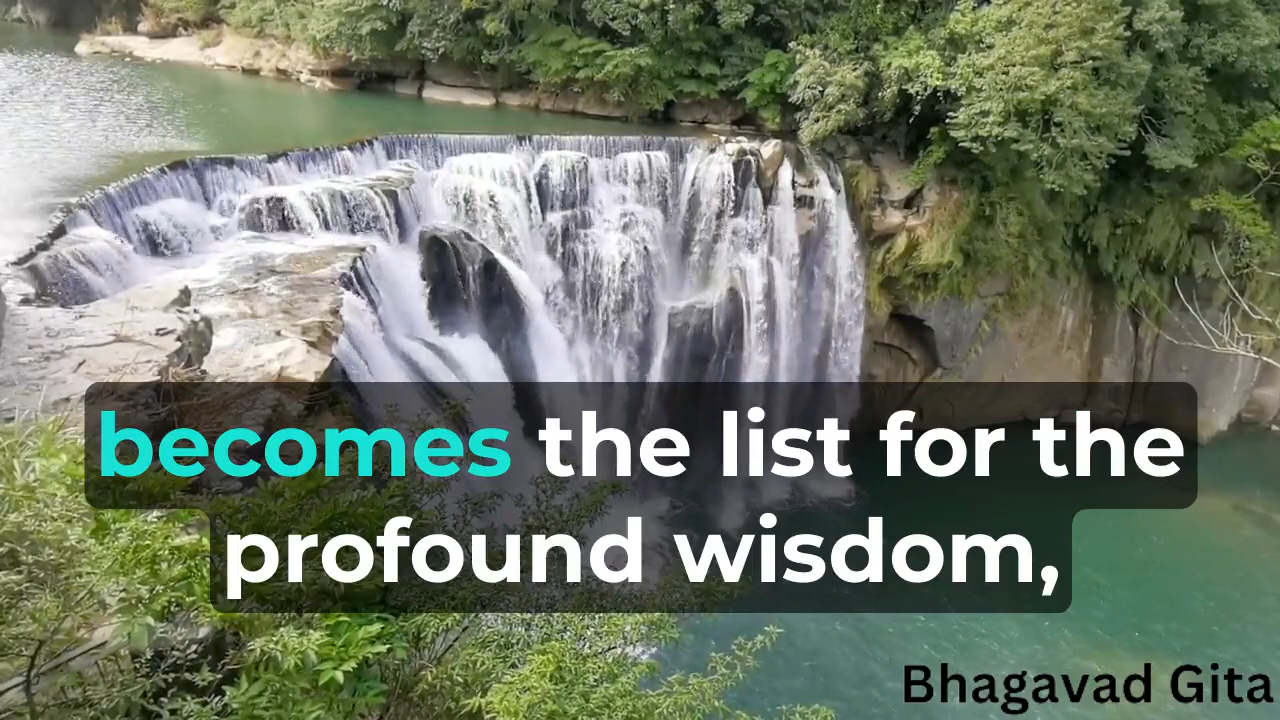 becomes the list for the
profound wisdom,
Bhagavad Gita